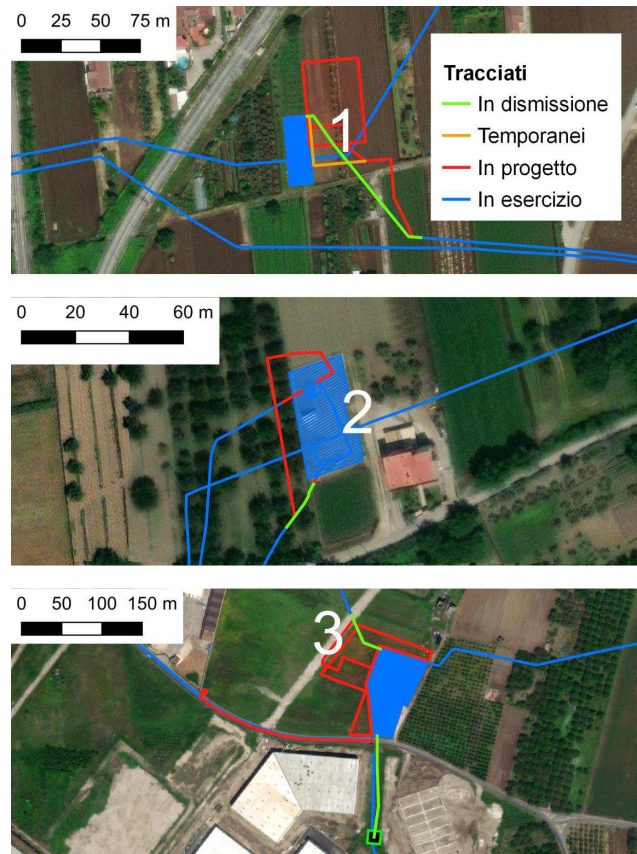 0 25 50 75 m
Tracciati
In dismissione
Temporanei
In progetto
In esercizio
1
0 20 40 60 m
2
0 50 100 150 m
3